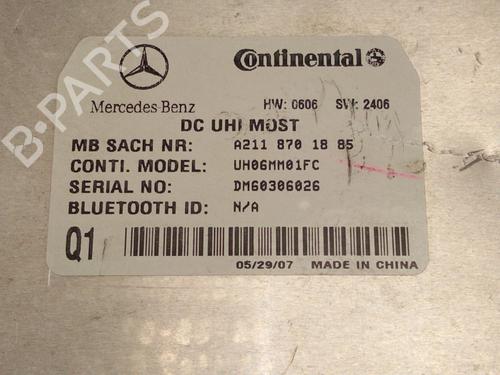 Continental
Mercedes-Benz
HW: 0606 SW: 2406
DC UHI MOST
MB SACH NR: A211 870 18 85
CONTI. MODEL: UH06MM01FC
SERIAL NO: DM60306026
BLUETOOTH ID: N/A
Q1
05/29/07 MADE IN CHINA
B-PARTS